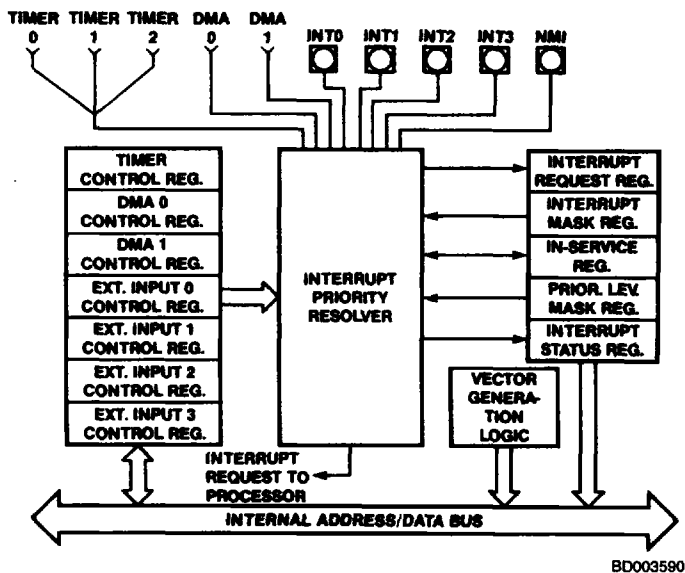 TIMER TIMER TIMER DMA DMA
0 1 2 0 1
INT0 INT1 INT2 INT3 NMI
TIMER
CONTROL REG.
DMA 0
CONTROL REG.
DMA 1
CONTROL REG.
EXT. INPUT 0
CONTROL REG.
EXT. INPUT 1
CONTROL REG.
EXT. INPUT 2
CONTROL REG.
EXT. INPUT 3
CONTROL REG.
INTERRUPT
PRIORITY
RESOLVER
INTERRUPT
REQUEST REG.
INTERRUPT
MASK REG.
IN-SERVICE
REG.
PRIOR. LEV.
MASK REG.
INTERRUPT
STATUS REG.
VECTOR
GENERA-
TION
LOGIC
INTERRUPT
REQUEST TO
PROCESSOR
INTERNAL ADDRESS/DATA BUS
BD003590